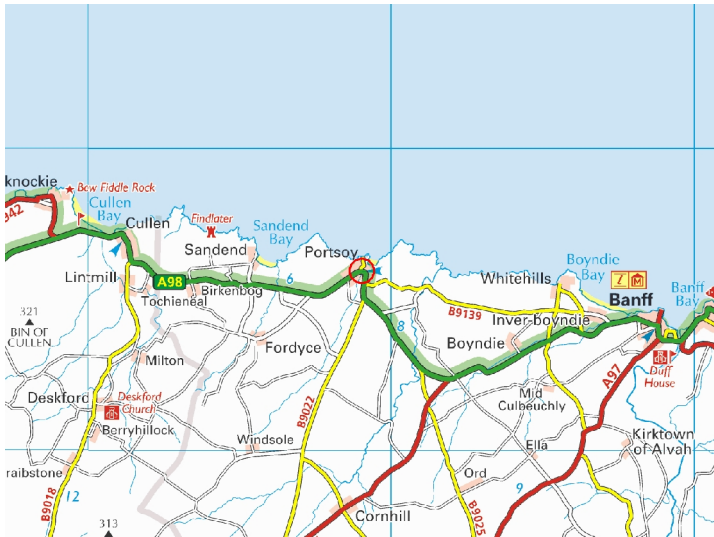 knockie
Bow Fiddle Rock
942
Cullen
Bay
Cullen
Findlater
Sandend
Bay
Sandend
Portsoy
Boyndie
Bay
Whitehills
Banff
Banff
Bay
Lintmill
A98
6
Tochieneal
Birkenbog
B9139
Inver-boyndie
321
BIN OF
CULLEN
8
Fordyce
Boyndie
Duff
House
Milton
A97
Deskford
Deskford
Church
Mid
Culbeuchly
B9022
Berryhillock
Windsole
Ella
Kirktown
of Alvah
raibstone
Ord
12
9
B9018
Cornhill
B9025
313